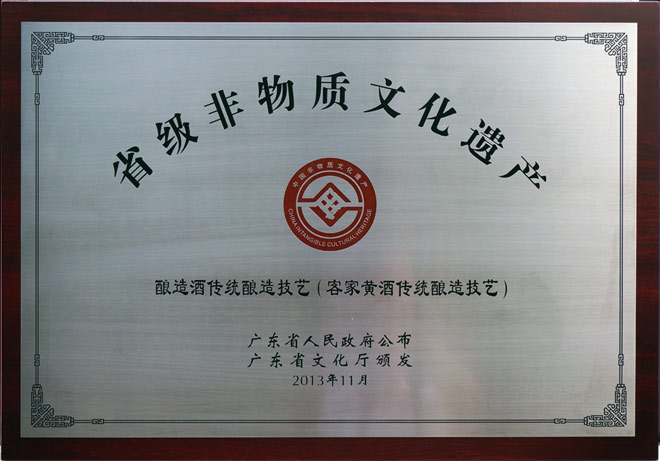 省级非物质文化遗产
中国非物质文化遗产
CHINA INTANGIBLE CULTURAL HERITAGE
酿造酒传统酿造技艺（客家黄酒传统酿造技艺）
广东省人民政府公布
广东省文化厅颁发
2013年11月